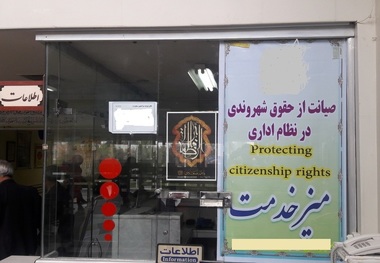 اطلاعات
صیانت از حقوق شهروندی
در نظام اداری
Protecting
citizenship rights
میز خدمت
اطلاعات
Information